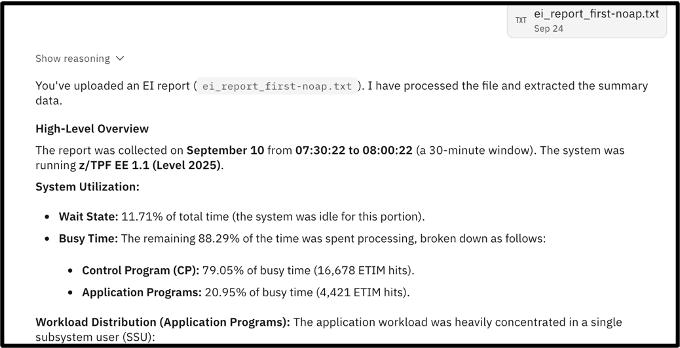 TXT
ei_report_first-noap.txt
Sep 24
Show reasoning
You've uploaded an EI report ( ei_report_first-noap.txt ). I have processed the file and extracted the summary
data.
High-Level Overview
The report was collected on September 10 from 07:30:22 to 08:00:22 (a 30-minute window). The system was
running z/TPF EE 1.1 (Level 2025).
System Utilization:
• Wait State: 11.71% of total time (the system was idle for this portion).
• Busy Time: The remaining 88.29% of the time was spent processing, broken down as follows:
• Control Program (CP): 79.05% of busy time (16,678 ETIM hits).
• Application Programs: 20.95% of busy time (4,421 ETIM hits).
Workload Distribution (Application Programs): The application workload was heavily concentrated in a single
subsystem user (SSU):